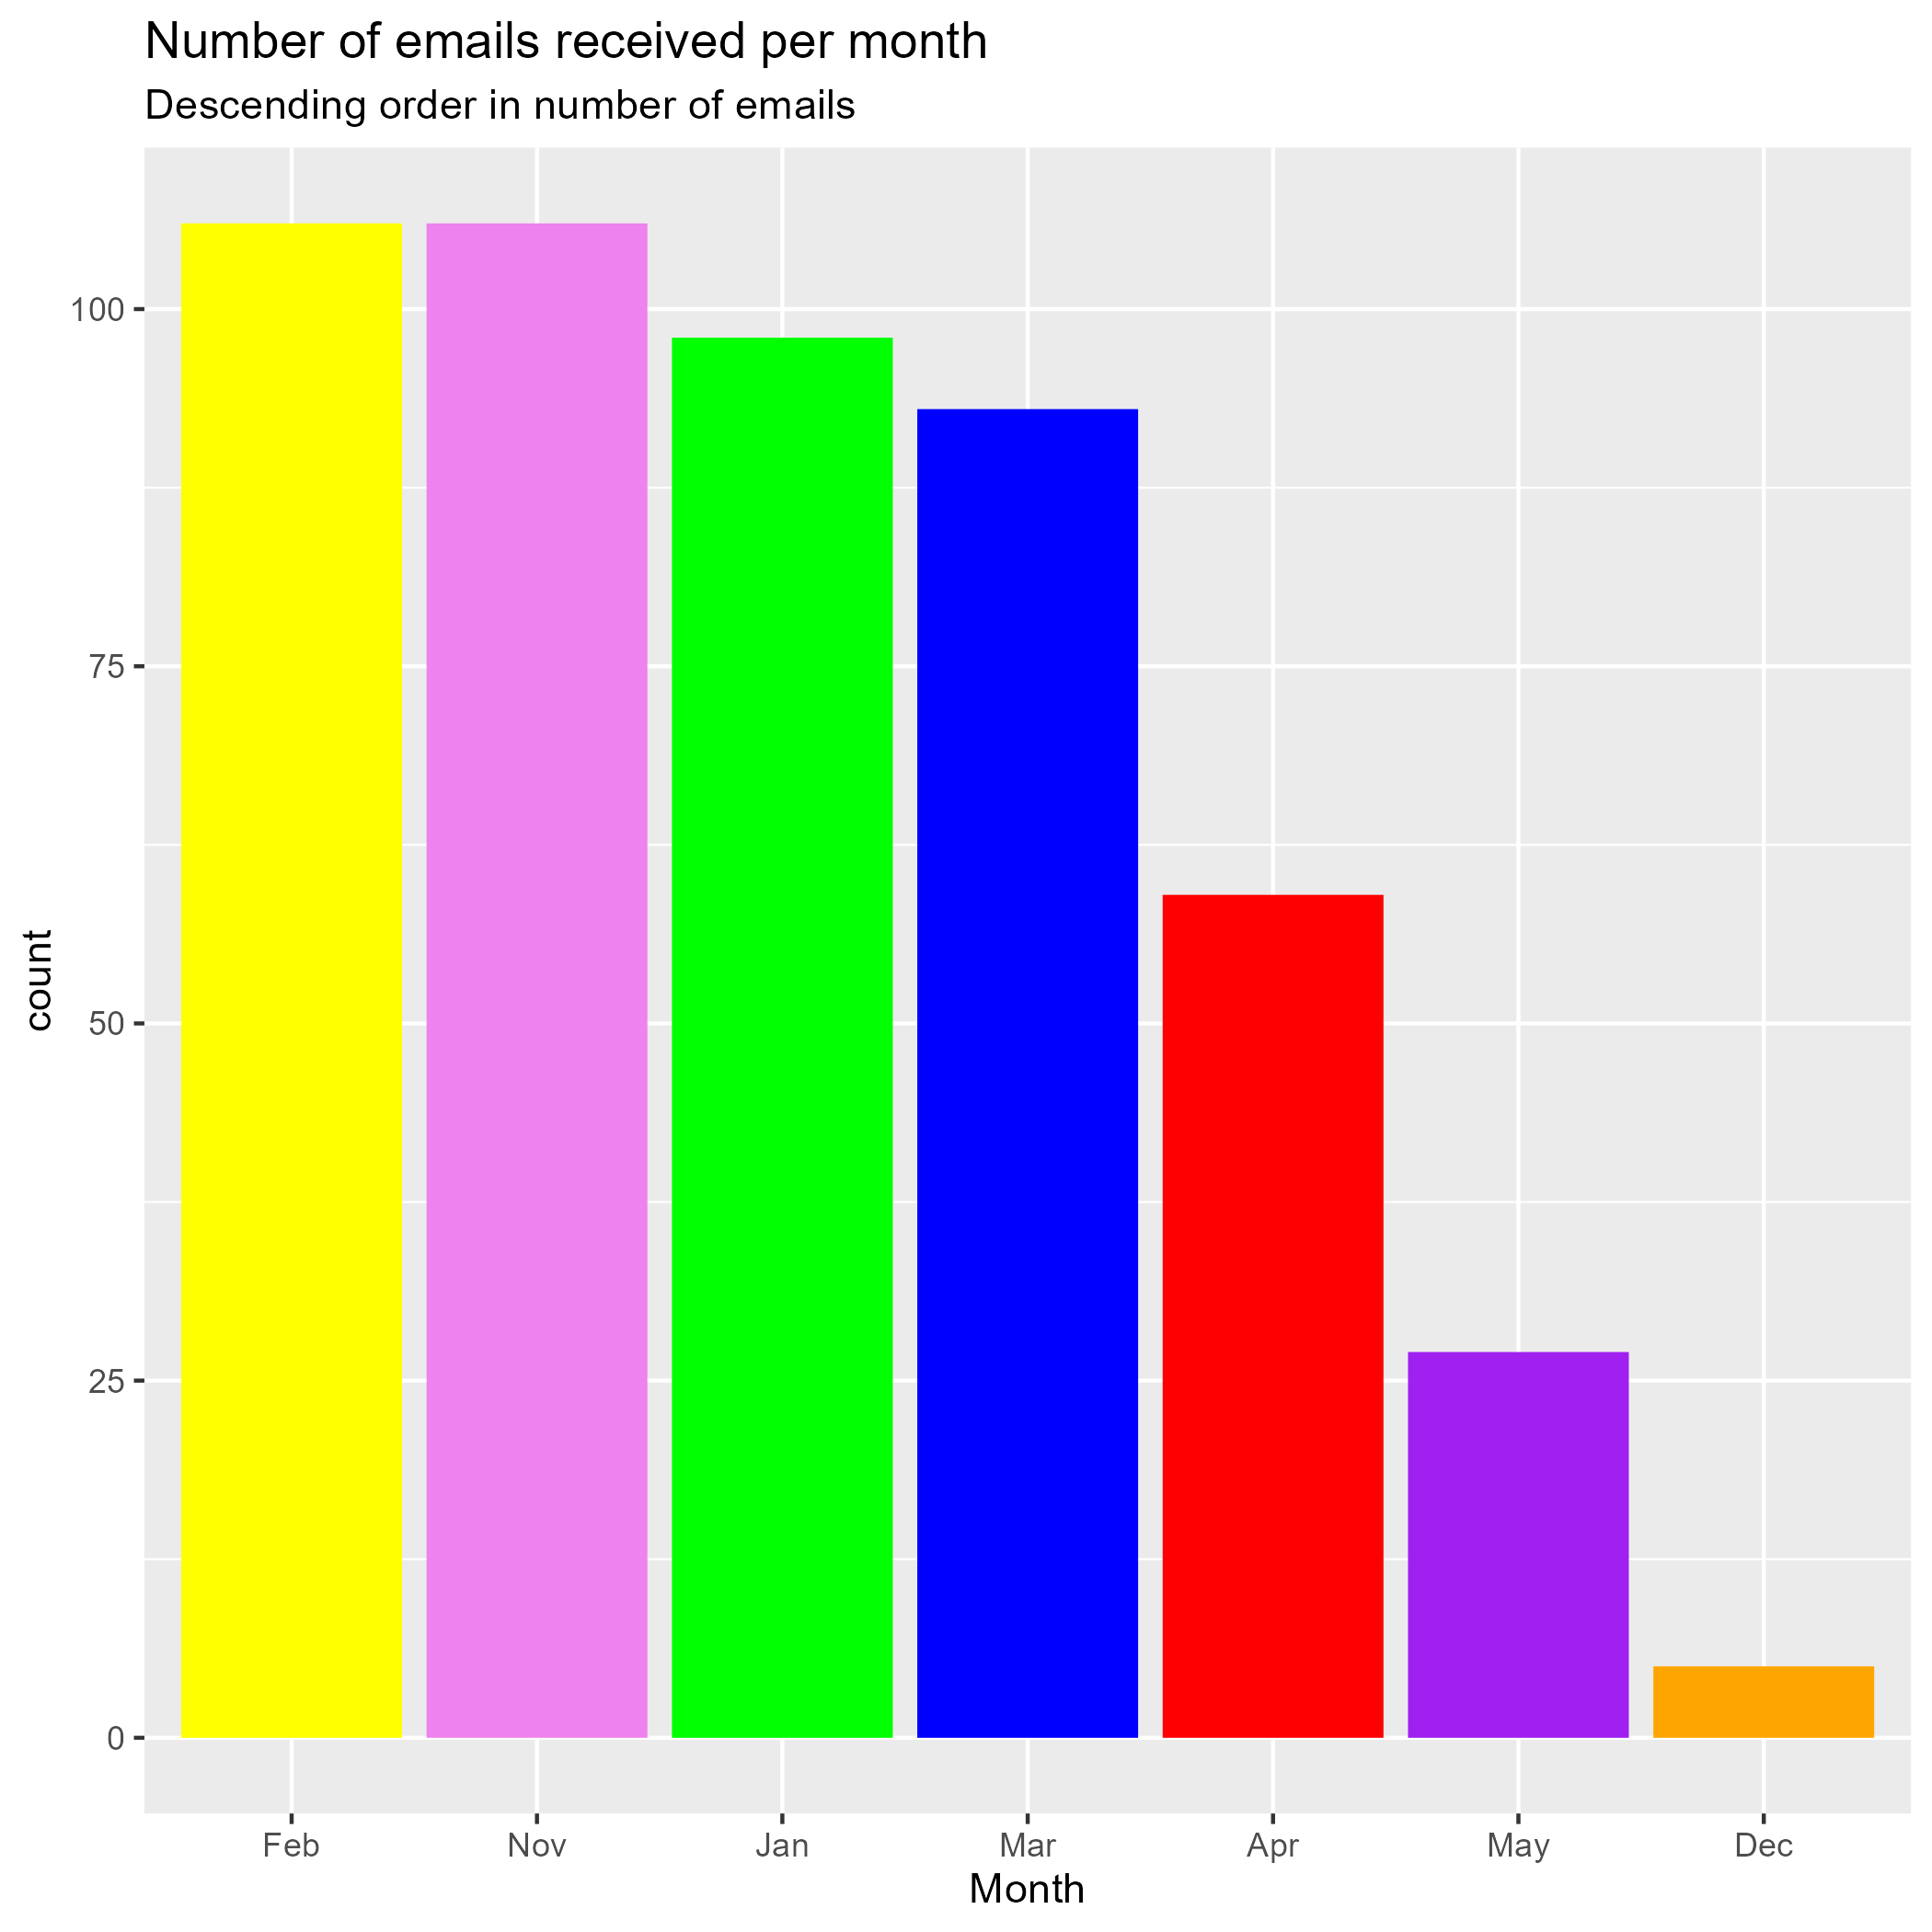 Number of emails received per month
Descending order in number of emails
100
75
50
25
0
count
Feb Nov Jan Mar Apr May Dec
Month